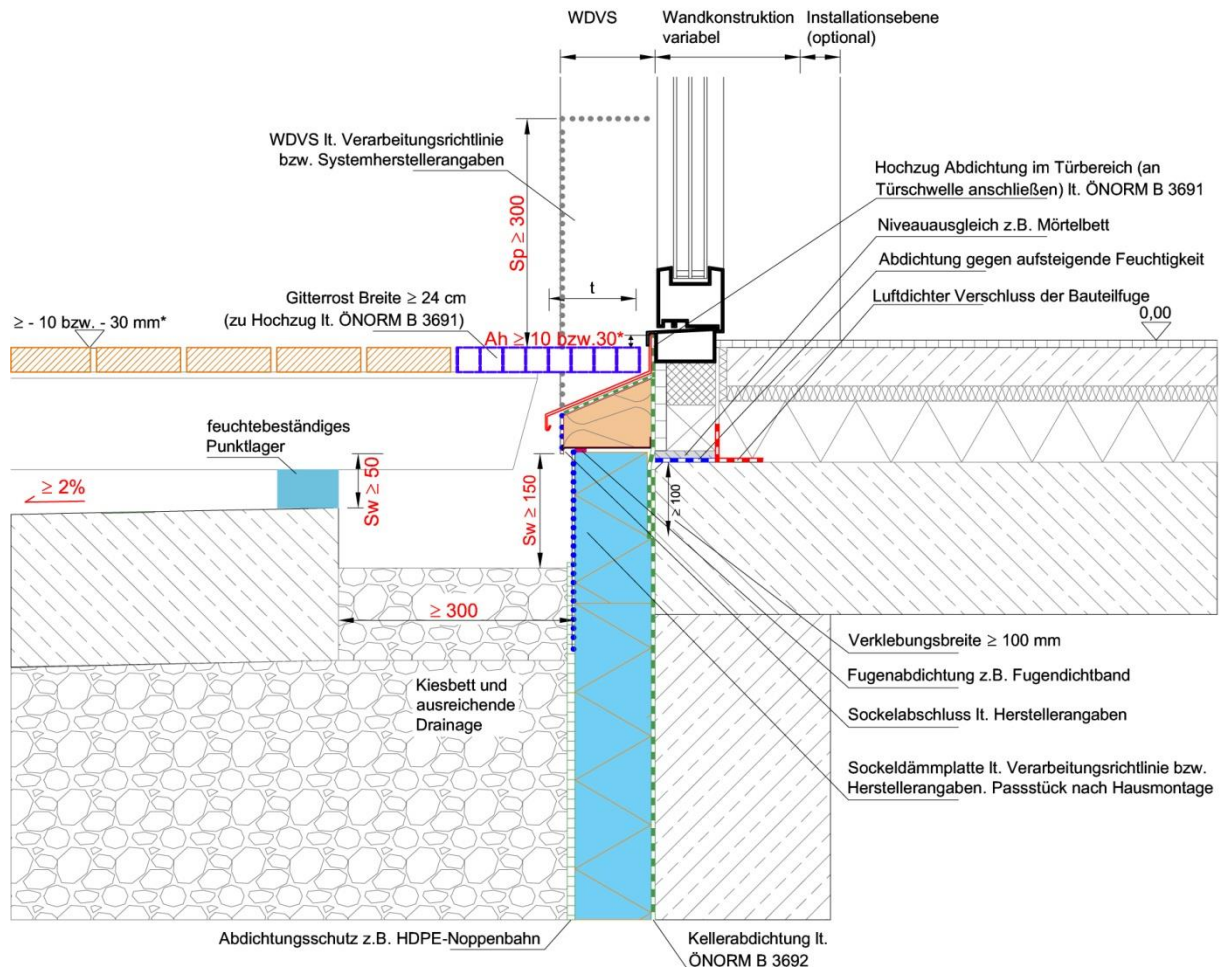 WDVS
Wandkonstruktion
variabel
Installationsebene
(optional)
WDVS lt. Verarbeitungsrichtlinie
bzw. Systemherstellerangaben
Sp ≥ 300
t
Hochzug Abdichtung im Türbereich (an
Türschwelle anschließen) lt. ÖNORM B 3691
Niveauausgleich z.B. Mörtelbett
Abdichtung gegen aufsteigende Feuchtigkeit
Luftdichter Verschluss der Bauteilfuge
0,00
Gitterrost Breite ≥ 24 cm
(zu Hochzug lt. ÖNORM B 3691)
≥ - 10 bzw. - 30 mm*
Ah ≥ 10 bzw.30*
feuchtebeständiges
Punktlager
≥ 2%
Sw ≥ 50
Sw ≥ 150
≥ 100
≥ 300
Kiesbett und
ausreichende
Drainage
Verklebungsbreite ≥ 100 mm
Fugenabdichtung z.B. Fugendichtband
Sockelabschluss lt. Herstellerangaben
Sockeldämmplatte lt. Verarbeitungsrichtlinie bzw.
Herstellerangaben. Passstück nach Hausmontage
Abdichtungsschutz z.B. HDPE-Noppenbahn
Kellerabdichtung lt.
ÖNORM B 3692